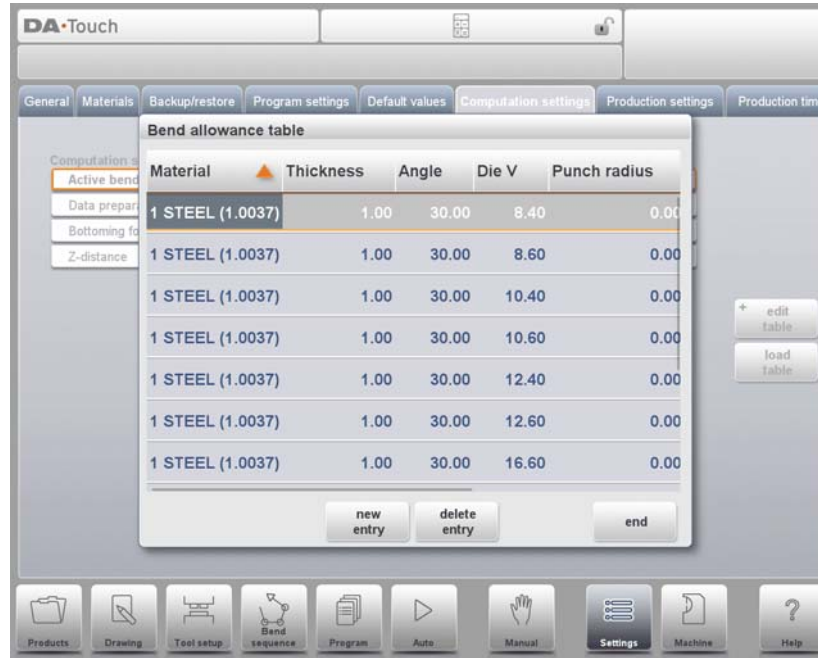 DA•Touch
General Materials Backup/restore Program settings Default values Computation settings Production settings Production tim
Bend allowance table
Computation s
Active bend
Data prepar
Bottoming fo
Z-distance
Material Thickness Angle Die V Punch radius
1 STEEL (1.0037) 1.00 30.00 8.40 0.00
1 STEEL (1.0037) 1.00 30.00 8.60 0.00
1 STEEL (1.0037) 1.00 30.00 10.40 0.00
1 STEEL (1.0037) 1.00 30.00 10.60 0.00
1 STEEL (1.0037) 1.00 30.00 12.40 0.00
1 STEEL (1.0037) 1.00 30.00 12.60 0.00
1 STEEL (1.0037) 1.00 30.00 16.60 0.00
+ edit
table
load
table
new
entry
delete
entry
end
Products Drawing Tool setup Bend
sequence Program Auto Manual Settings Machine ? Help